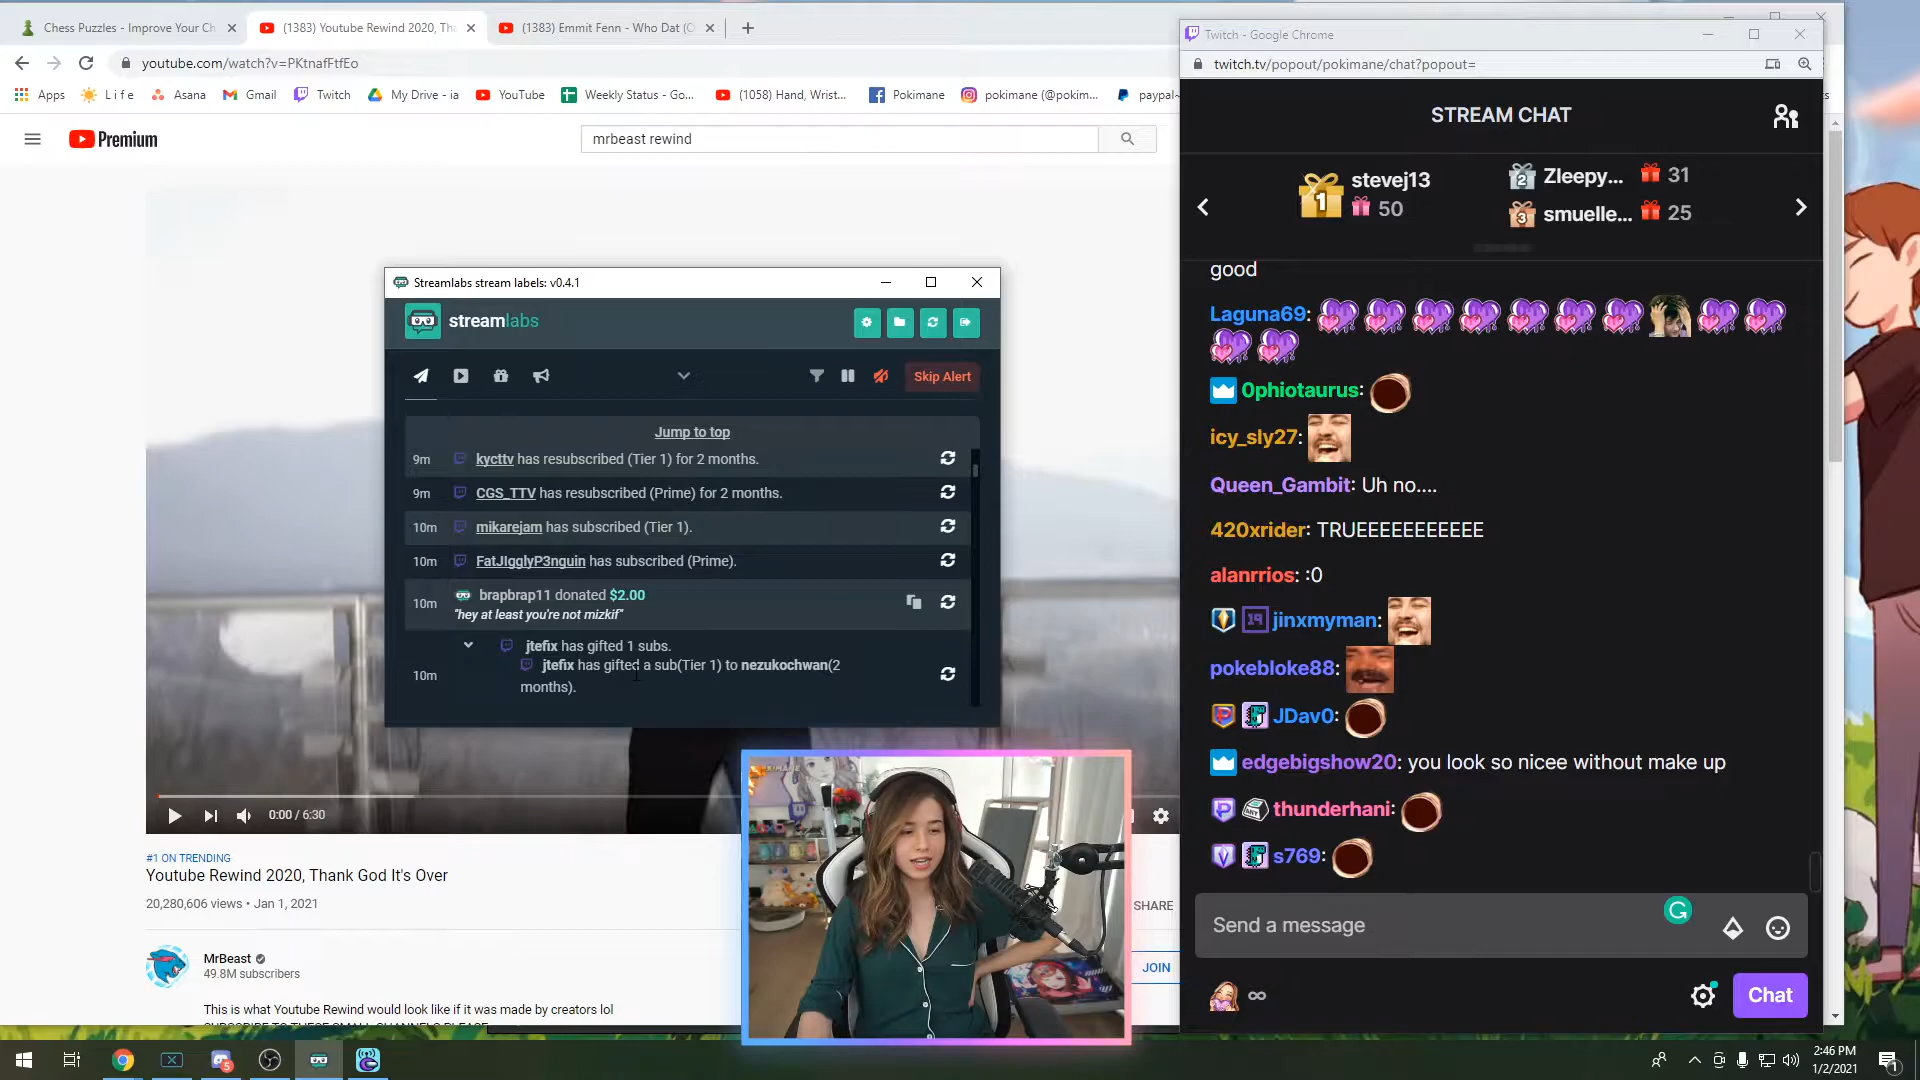 Chess Puzzles - Improve Your Ch
(1383) Youtube Rewind 2020, Tha
(1383) Emmit Fenn - Who Dat (O
youtube.com/watch?v=PKtnafFtfEo
Apps
L i f e
Asana
Gmail
Twitch
My Drive - ia
YouTube
Weekly Status - Go...
(1058) Hand, Wrist...
Pokimane
pokimane (@pokim...
paypal
Premium
mrbeast rewind
Streamlabs stream labels: v0.4.1
streamlabs
Skip Alert
Jump to top
9m kycttv has resubscribed (Tier 1) for 2 months.
9m CGS_TTV has resubscribed (Prime) for 2 months.
10m mikarejam has subscribed (Tier 1).
10m FatJIgglyP3nguin has subscribed (Prime).
10m brapbrap11 donated $2.00
"hey at least you're not mizkif"
jtefix has gifted 1 subs.
jtefix has gifted a sub(Tier 1) to nezukochwan(2
10m months).
0:00 / 6:30
#1 ON TRENDING
Youtube Rewind 2020, Thank God It's Over
20,280,606 views • Jan 1, 2021
SHARE
MrBeast
49.8M subscribers
JOIN
This is what Youtube Rewind would look like if it was made by creators lol
Twitch - Google Chrome
twitch.tv/popout/pokimane/chat?popout=
STREAM CHAT
1 stevej13
50
2 Zleepy... 31
3 smuelle... 25
good
Laguna69:
0phiotaurus:
icy_sly27:
Queen_Gambit: Uh no....
420xrider: TRUEEEEEEEEEEE
alanrrios: :0
jinxmyman:
pokebloke88:
JDav0:
edgebigshow20: you look so nicee without make up
thunderhani:
s769:
Send a message
∞
Chat
5
2:46 PM
1/2/2021
1